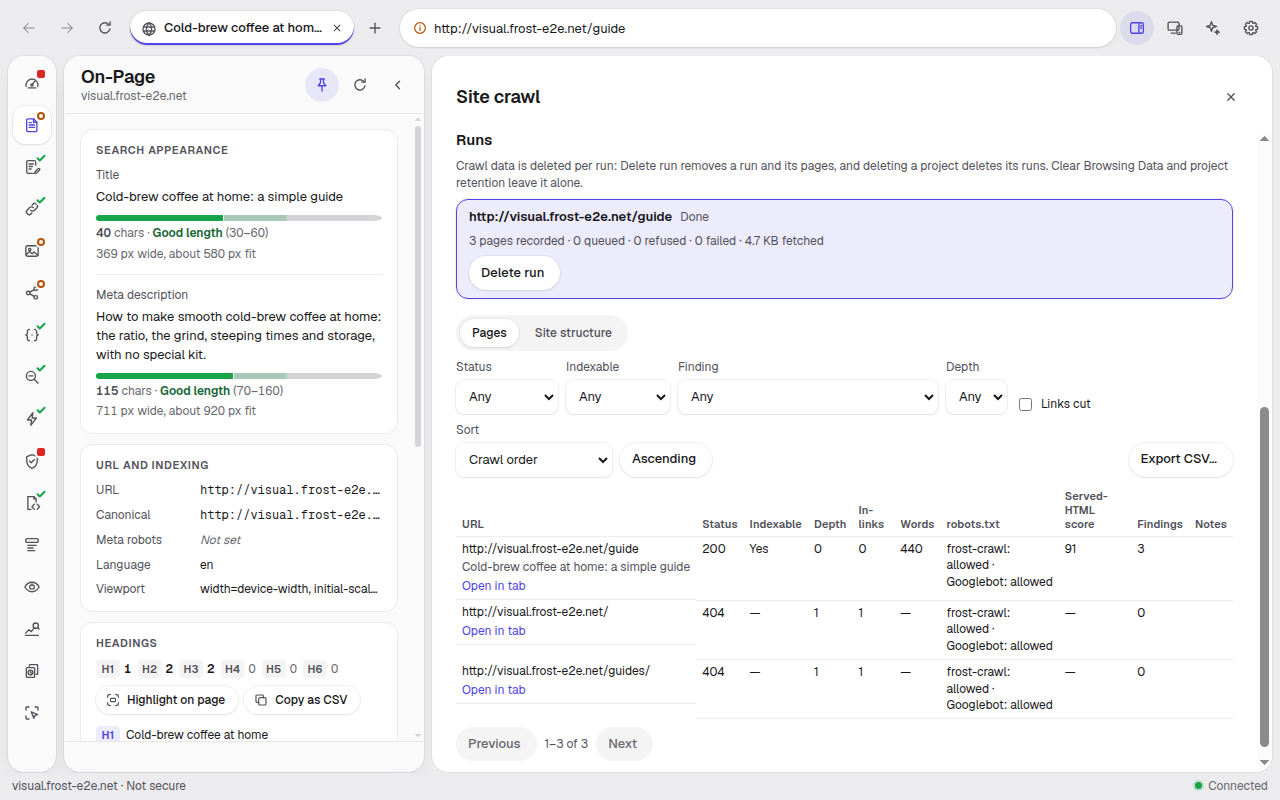 Cold-brew coffee at hom...
http://visual.frost-e2e.net/guide
On-Page
visual.frost-e2e.net
SEARCH APPEARANCE
Title
Cold-brew coffee at home: a simple guide
40 chars · Good length (30–60)
369 px wide, about 580 px fit
Meta description
How to make smooth cold-brew coffee at home:
the ratio, the grind, steeping times and storage,
with no special kit.
115 chars · Good length (70–160)
711 px wide, about 920 px fit
URL AND INDEXING
URL http://visual.frost-e2e.…
Canonical http://visual.frost-e2e.…
Meta robots Not set
Language en
Viewport width=device-width, initial-scal…
HEADINGS
H1 1 H2 2 H3 2 H4 0 H5 0 H6 0
Highlight on page Copy as CSV
H1 Cold-brew coffee at home
Site crawl
Runs
Crawl data is deleted per run: Delete run removes a run and its pages, and deleting a project deletes its runs. Clear Browsing Data and project
retention leave it alone.
http://visual.frost-e2e.net/guide Done
3 pages recorded · 0 queued · 0 refused · 0 failed · 4.7 KB fetched
Delete run
Pages Site structure
Status Indexable Finding Depth
Any Any Any Any Links cut
Sort
Crawl order Ascending Export CSV…
URL Status Indexable Depth In-links Words robots.txt Served-HTML score Findings Notes
http://visual.frost-e2e.net/guide 200 Yes 0 0 440 frost-crawl: 91 3
Cold-brew coffee at home: a simple guide allowed ·
Open in tab Googlebot: allowed
http://visual.frost-e2e.net/ 404 — 1 1 — frost-crawl: — 0
Open in tab allowed ·
Googlebot: allowed
http://visual.frost-e2e.net/guides/ 404 — 1 1 — frost-crawl: — 0
Open in tab allowed ·
Googlebot: allowed
Previous 1–3 of 3 Next
visual.frost-e2e.net · Not secure
Connected